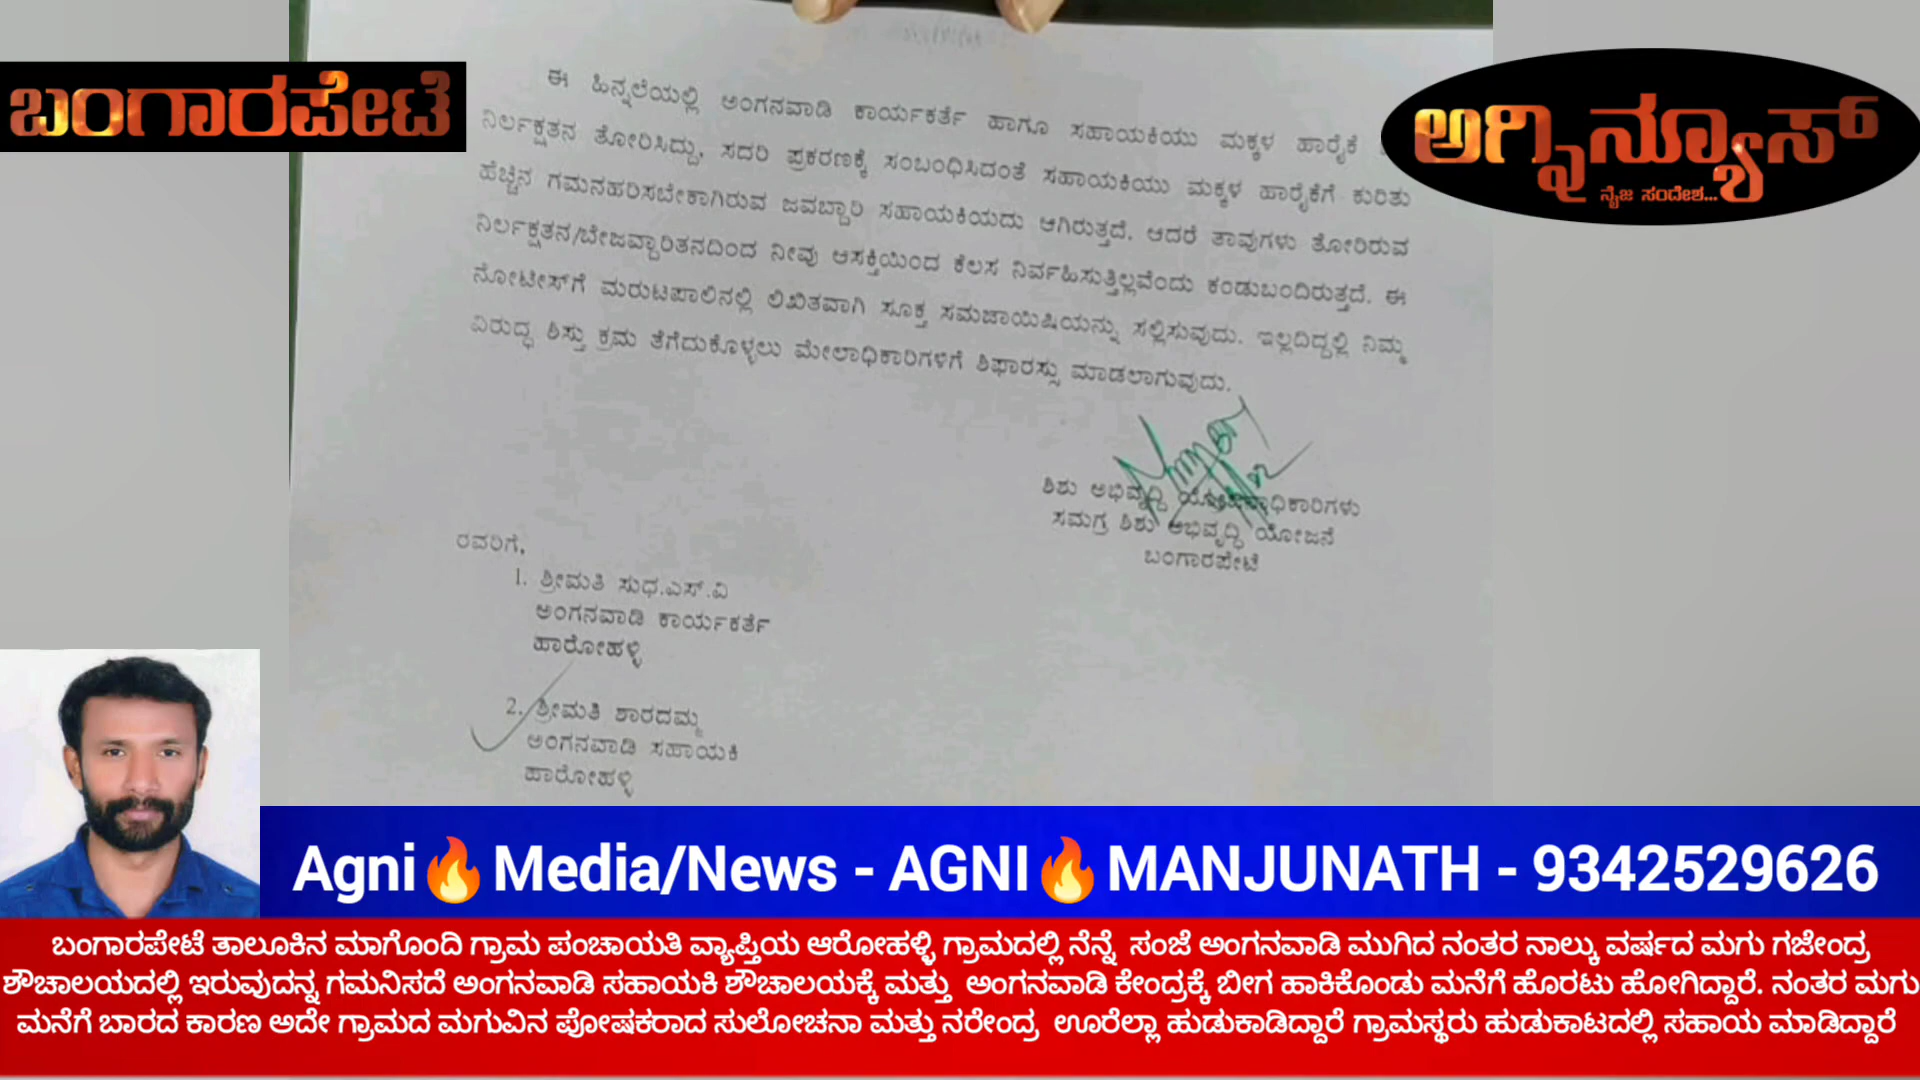 ಬಂಗಾರಪೇಟೆ
ಅಗ್ನಿನ್ಯೂಸ್
ನೈಜ ಸಂದೇಶ...
ಈ ಹಿನ್ನಲೆಯಲ್ಲಿ ಅಂಗನವಾಡಿ ಕಾರ್ಯಕರ್ತೆ ಹಾಗೂ ಸಹಾಯಕಿಯು ಮಕ್ಕಳ ಹಾರೈಕೆ
ನಿರ್ಲಕ್ಷತನ ತೋರಿಸಿದ್ದು, ಸದರಿ ಪ್ರಕರಣಕ್ಕೆ ಸಂಬಂಧಿಸಿದಂತೆ ಸಹಾಯಕಿಯು ಮಕ್ಕಳ ಹಾರೈಕೆಗೆ ಕುರಿತು
ಹೆಚ್ಚಿನ ಗಮನಹರಿಸಬೇಕಾಗಿರುವ ಜವಬ್ದಾರಿ ಸಹಾಯಕಿಯದು ಆಗಿರುತ್ತದೆ. ಆದರೆ ತಾವುಗಳು ತೋರಿರುವ
ನಿರ್ಲಕ್ಷತನ/ಬೇಜವ್ದಾರಿತನದಿಂದ ನೀವು ಆಸಕ್ತಿಯಿಂದ ಕೆಲಸ ನಿರ್ವಹಿಸುತ್ತಿಲ್ಲವೆಂದು ಕಂಡುಬಂದಿರುತ್ತದೆ. ಈ
ನೋಟೀಸ್‌ಗೆ ಮರುಟಪಾಲಿನಲ್ಲಿ ಲಿಖಿತವಾಗಿ ಸೂಕ್ತ ಸಮಜಾಯಿಷಿಯನ್ನು ಸಲ್ಲಿಸುವುದು. ಇಲ್ಲದಿದ್ದಲ್ಲಿ ನಿಮ್ಮ
ವಿರುದ್ಧ ಶಿಸ್ತು ಕ್ರಮ ತೆಗೆದುಕೊಳ್ಳಲು ಮೇಲಾಧಿಕಾರಿಗಳಿಗೆ ಶಿಫಾರಸ್ಸು ಮಾಡಲಾಗುವುದು.
ಶಿಶು ಅಭಿವೃದ್ಧಿ ಯೋಜನಾಧಿಕಾರಿಗಳು
ಸಮಗ್ರ ಶಿಶು ಅಭಿವೃದ್ಧಿ ಯೋಜನೆ
ಬಂಗಾರಪೇಟೆ
ರವರಿಗೆ,
1. ಶ್ರೀಮತಿ ಸುಧ.ಎಸ್.ವಿ
ಅಂಗನವಾಡಿ ಕಾರ್ಯಕರ್ತೆ
ಹಾರೋಹಳ್ಳಿ
2. ಶ್ರೀಮತಿ ಶಾರದಮ್ಮ
ಅಂಗನವಾಡಿ ಸಹಾಯಕಿ
ಹಾರೋಹಳ್ಳಿ
Agni🔥Media/News - AGNI🔥MANJUNATH - 9342529626
ಬಂಗಾರಪೇಟೆ ತಾಲೂಕಿನ ಮಾಗೊಂದಿ ಗ್ರಾಮ ಪಂಚಾಯತಿ ವ್ಯಾಪ್ತಿಯ ಆರೋಹಳ್ಳಿ ಗ್ರಾಮದಲ್ಲಿ ನೆನ್ನೆ ಸಂಜೆ ಅಂಗನವಾಡಿ ಮುಗಿದ ನಂತರ ನಾಲ್ಕು ವರ್ಷದ ಮಗು ಗಜೇಂದ್ರ
ಶೌಚಾಲಯದಲ್ಲಿ ಇರುವುದನ್ನ ಗಮನಿಸದೆ ಅಂಗನವಾಡಿ ಸಹಾಯಕಿ ಶೌಚಾಲಯಕ್ಕೆ ಮತ್ತು ಅಂಗನವಾಡಿ ಕೇಂದ್ರಕ್ಕೆ ಬೀಗ ಹಾಕಿಕೊಂಡು ಮನೆಗೆ ಹೊರಟು ಹೋಗಿದ್ದಾರೆ. ನಂತರ ಮಗು
ಮನೆಗೆ ಬಾರದ ಕಾರಣ ಅದೇ ಗ್ರಾಮದ ಮಗುವಿನ ಪೋಷಕರಾದ ಸುಲೋಚನಾ ಮತ್ತು ನರೇಂದ್ರ ಊರೆಲ್ಲಾ ಹುಡುಕಾಡಿದ್ದಾರೆ ಗ್ರಾಮಸ್ಥರು ಹುಡುಕಾಟದಲ್ಲಿ ಸಹಾಯ ಮಾಡಿದ್ದಾರೆ